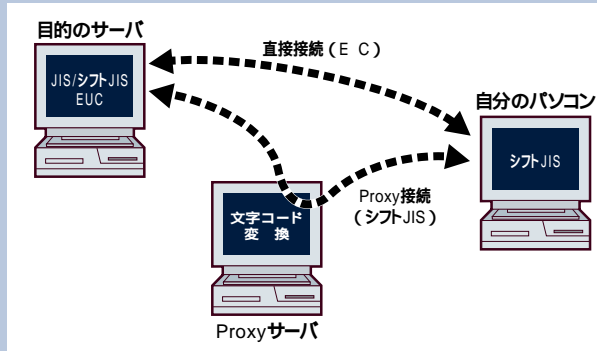 目的のサーバ
JIS/シフトJIS
EUC
直接接続(E C)
自分のパソコン
シフトJIS
Proxy接続
(シフトJIS)
文字コード
変 換
Proxyサーバ